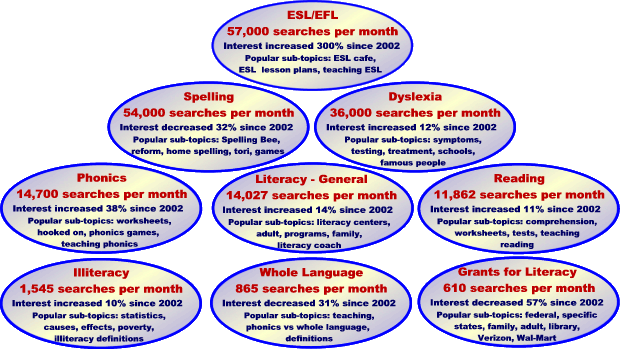 ESL/EFL
57,000 searches per month
Interest increased 300% since 2002
Popular sub-topics: ESL cafe,
ESL lesson plans, teaching ESL
Spelling
54,000 searches per month
Interest decreased 32% since 2002
Popular sub-topics: Spelling Bee,
reform, home spelling, tori, games
Dyslexia
36,000 searches per month
Interest increased 12% since 2002
Popular sub-topics: symptoms,
testing, treatment, schools,
famous people
Phonics
14,700 searches per month
Interest increased 38% since 2002
Popular sub-topics: worksheets,
hooked on, phonics games,
teaching phonics
Literacy - General
14,027 searches per month
Interest increased 14% since 2002
Popular sub-topics: literacy centers,
adult, programs, family,
literacy coach
Reading
11,862 searches per month
Interest increased 11% since 2002
Popular sub-topics: comprehension,
worksheets, tests, teaching
reading
Illiteracy
1,545 searches per month
Interest increased 10% since 2002
Popular sub-topics: statistics,
causes, effects, poverty,
illiteracy definitions
Whole Language
865 searches per month
Interest decreased 31% since 2002
Popular sub-topics: teaching,
phonics vs whole language,
definitions
Grants for Literacy
610 searches per month
Interest decreased 57% since 2002
Popular sub-topics: federal, specific
states, family, adult, library,
Verizon, Wal-Mart